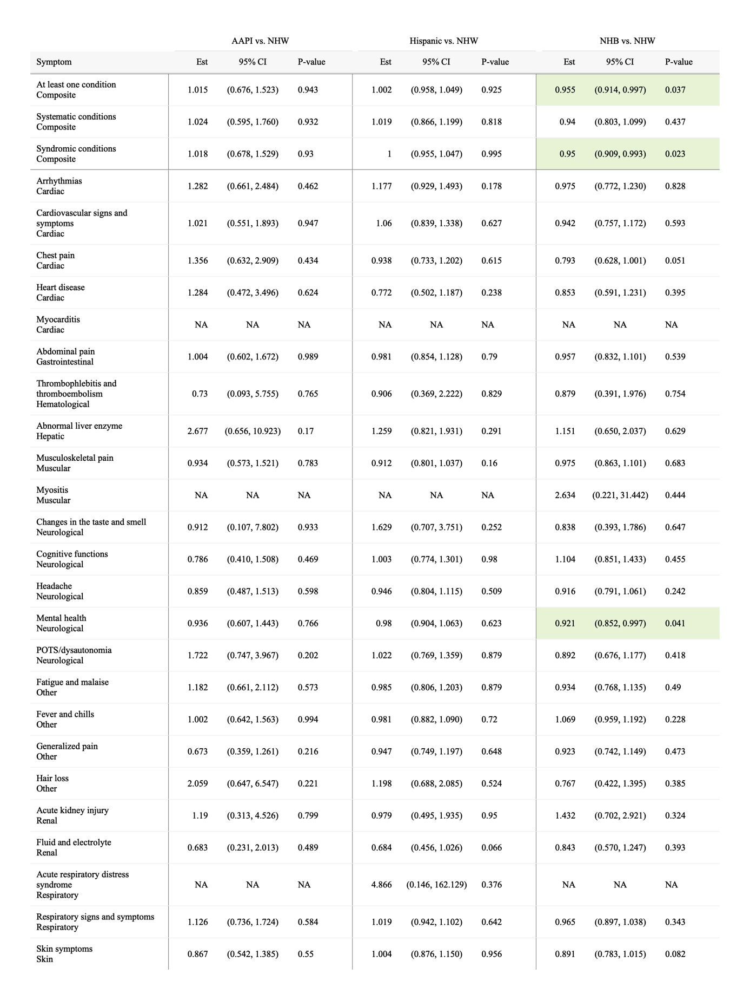 AAPI vs. NHW Hispanic vs. NHW NHB vs. NHW
Symptom Est 95% CI P-value Est 95% CI P-value Est 95% CI P-value
At least one condition
Composite
1.015 (0.676, 1.523) 0.943 1.002 (0.958, 1.049) 0.925 0.955 (0.914, 0.997) 0.037
Systematic conditions
Composite
1.024 (0.595, 1.760) 0.932 1.019 (0.866, 1.199) 0.818 0.94 (0.803, 1.099) 0.437
Syndromic conditions
Composite
1.018 (0.678, 1.529) 0.93 1 (0.955, 1.047) 0.995 0.95 (0.909, 0.993) 0.023
Arrhythmias
Cardiac
1.282 (0.661, 2.484) 0.462 1.177 (0.929, 1.493) 0.178 0.975 (0.772, 1.230) 0.828
Cardiovascular signs and
symptoms
Cardiac
1.021 (0.551, 1.893) 0.947 1.06 (0.839, 1.338) 0.627 0.942 (0.757, 1.172) 0.593
Chest pain
Cardiac
1.356 (0.632, 2.909) 0.434 0.938 (0.733, 1.202) 0.615 0.793 (0.628, 1.001) 0.051
Heart disease
Cardiac
1.284 (0.472, 3.496) 0.624 0.772 (0.502, 1.187) 0.238 0.853 (0.591, 1.231) 0.395
Myocarditis
Cardiac
NA NA NA NA NA NA NA NA NA
Abdominal pain
Gastrointestinal
1.004 (0.602, 1.672) 0.989 0.981 (0.854, 1.128) 0.79 0.957 (0.832, 1.101) 0.539
Thrombophlebitis and
thromboembolism
Hematological
0.73 (0.093, 5.755) 0.765 0.906 (0.369, 2.222) 0.829 0.879 (0.391, 1.976) 0.754
Abnormal liver enzyme
Hepatic
2.677 (0.656, 10.923) 0.17 1.259 (0.821, 1.931) 0.291 1.151 (0.650, 2.037) 0.629
Musculoskeletal pain
Muscular
0.934 (0.573, 1.521) 0.783 0.912 (0.801, 1.037) 0.16 0.975 (0.863, 1.101) 0.683
Myositis
Muscular
NA NA NA NA NA NA 2.634 (0.221, 31.442) 0.444
Changes in the taste and smell
Neurological
0.912 (0.107, 7.802) 0.933 1.629 (0.707, 3.751) 0.252 0.838 (0.393, 1.786) 0.647
Cognitive functions
Neurological
0.786 (0.410, 1.508) 0.469 1.003 (0.774, 1.301) 0.98 1.104 (0.851, 1.433) 0.455
Headache
Neurological
0.859 (0.487, 1.513) 0.598 0.946 (0.804, 1.115) 0.509 0.916 (0.791, 1.061) 0.242
Mental health
Neurological
0.936 (0.607, 1.443) 0.766 0.98 (0.904, 1.063) 0.623 0.921 (0.852, 0.997) 0.041
POTS/dysautonomia
Neurological
1.722 (0.747, 3.967) 0.202 1.022 (0.769, 1.359) 0.879 0.892 (0.676, 1.177) 0.418
Fatigue and malaise
Other
1.182 (0.661, 2.112) 0.573 0.985 (0.806, 1.203) 0.879 0.934 (0.768, 1.135) 0.49
Fever and chills
Other
1.002 (0.642, 1.563) 0.994 0.981 (0.882, 1.090) 0.72 1.069 (0.959, 1.192) 0.228
Generalized pain
Other
0.673 (0.359, 1.261) 0.216 0.947 (0.749, 1.197) 0.648 0.923 (0.742, 1.149) 0.473
Hair loss
Other
2.059 (0.647, 6.547) 0.221 1.198 (0.688, 2.085) 0.524 0.767 (0.422, 1.395) 0.385
Acute kidney injury
Renal
1.19 (0.313, 4.526) 0.799 0.979 (0.495, 1.935) 0.95 1.432 (0.702, 2.921) 0.324
Fluid and electrolyte
Renal
0.683 (0.231, 2.013) 0.489 0.684 (0.456, 1.026) 0.066 0.843 (0.570, 1.247) 0.393
Acute respiratory distress
syndrome
Respiratory
NA NA NA 4.866 (0.146, 162.129) 0.376 NA NA NA
Respiratory signs and symptoms
Respiratory
1.126 (0.736, 1.724) 0.584 1.019 (0.942, 1.102) 0.642 0.965 (0.897, 1.038) 0.343
Skin symptoms
Skin
0.867 (0.542, 1.385) 0.55 1.004 (0.876, 1.150) 0.956 0.891 (0.783, 1.015) 0.082